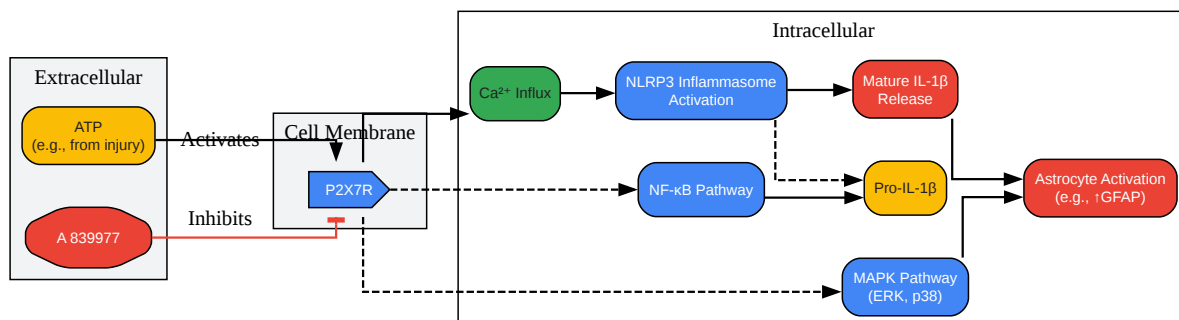 Intracellular
Extracellular
Cell Membrane
ATP
(e.g., from injury)
Activates
P2X7R
A 839977
Inhibits
Ca²⁺ Influx
NLRP3 Inflammasome
Activation
Mature IL-1β
Release
NF-κB Pathway
Pro-IL-1β
Astrocyte Activation
(e.g., ↑GFAP)
MAPK Pathway
(ERK, p38)